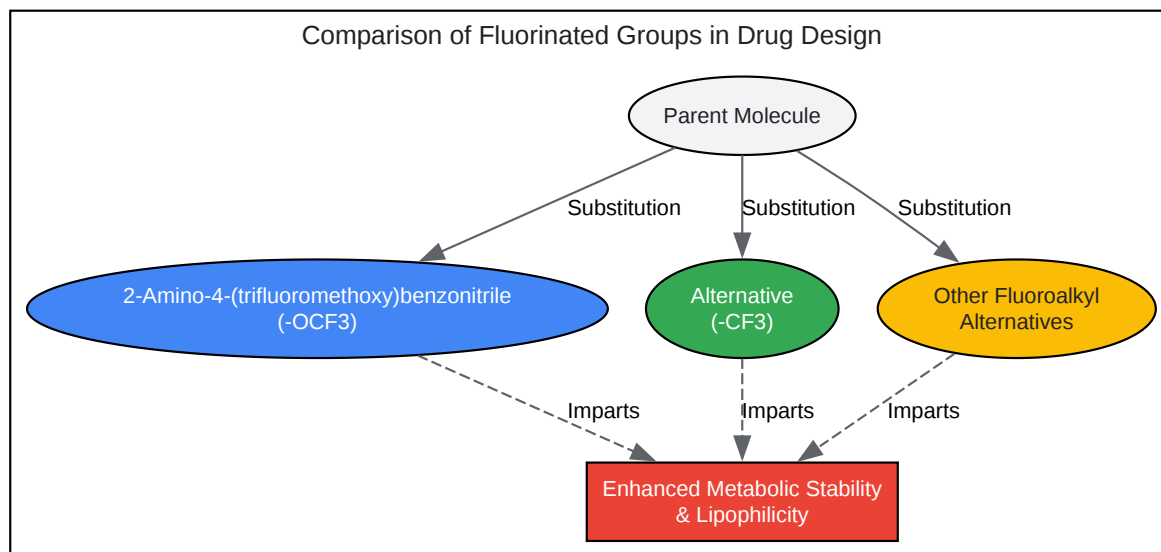 Comparison of Fluorinated Groups in Drug Design
Parent Molecule
Substitution
Substitution
Substitution
2-Amino-4-(trifluoromethoxy)benzonitrile
(-OCF3)
Alternative
(-CF3)
Other Fluoroalkyl
Alternatives
Imparts
Imparts
Imparts
Enhanced Metabolic Stability
& Lipophilicity